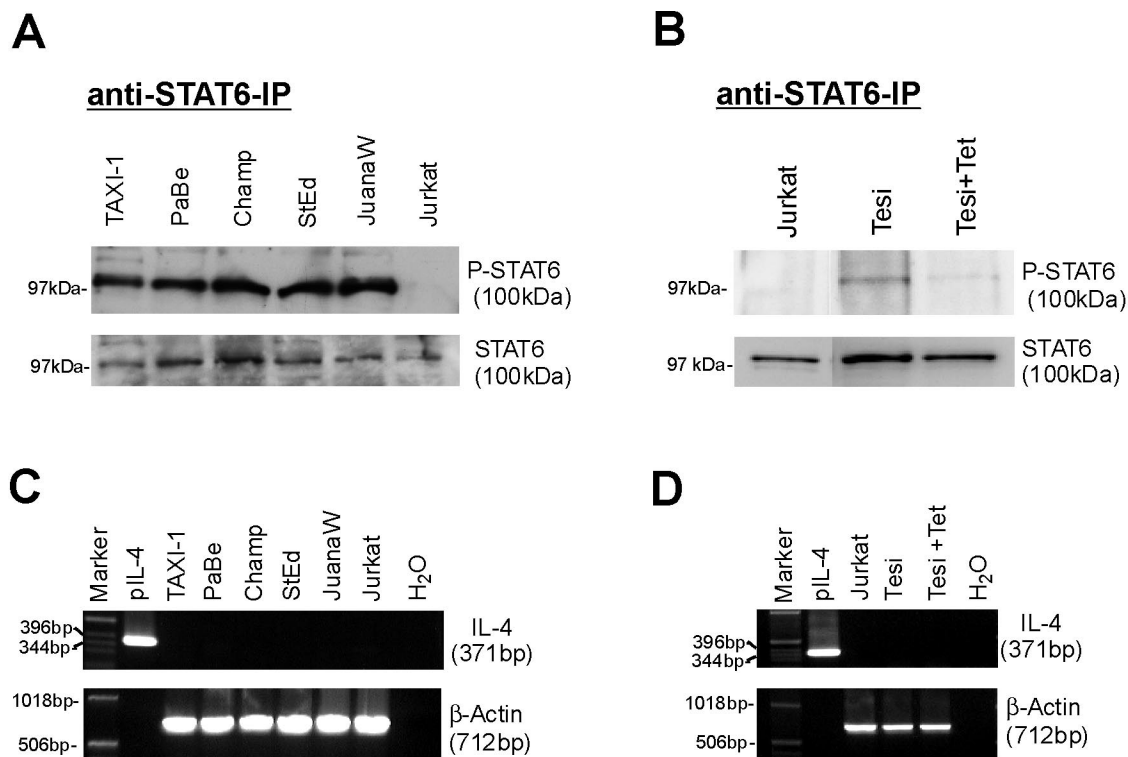 A
anti-STAT6-IP
TAXI-1
PaBe
Champ
StEd
JuanaW
Jurkat
97kDa-
P-STAT6
(100kDa)
97kDa-
STAT6
(100kDa)
B
anti-STAT6-IP
Jurkat
Tesi
Tesi+Tet
97kDa-
P-STAT6
(100kDa)
97 kDa-
STAT6
(100kDa)
C
Marker
pIL-4
TAXI-1
PaBe
Champ
StEd
JuanaW
Jurkat
H2O
396bp
344bp
IL-4
(371bp)
1018bp-
506bp-
β-Actin
(712bp)
D
Marker
pIL-4
Jurkat
Tesi
Tesi +Tet
H2O
396bp
344bp
IL-4
(371bp)
1018bp-
506bp-
β-Actin
(712bp)